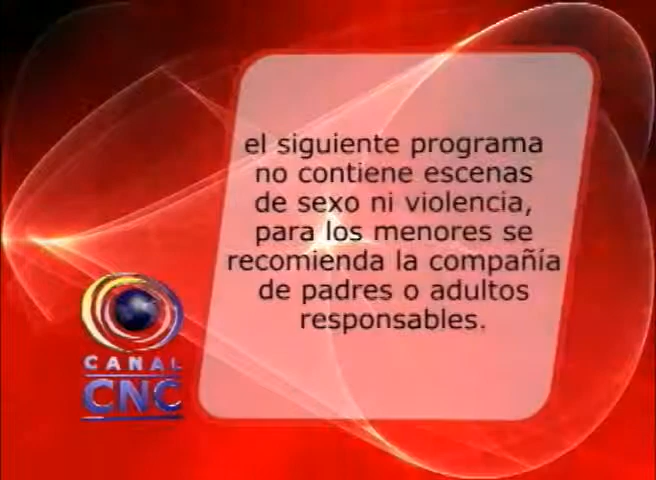 el siguiente programa
no contiene escenas
de sexo ni violencia,
para los menores se
recomienda la compañía
de padres o adultos
responsables.
CANAL
CNC